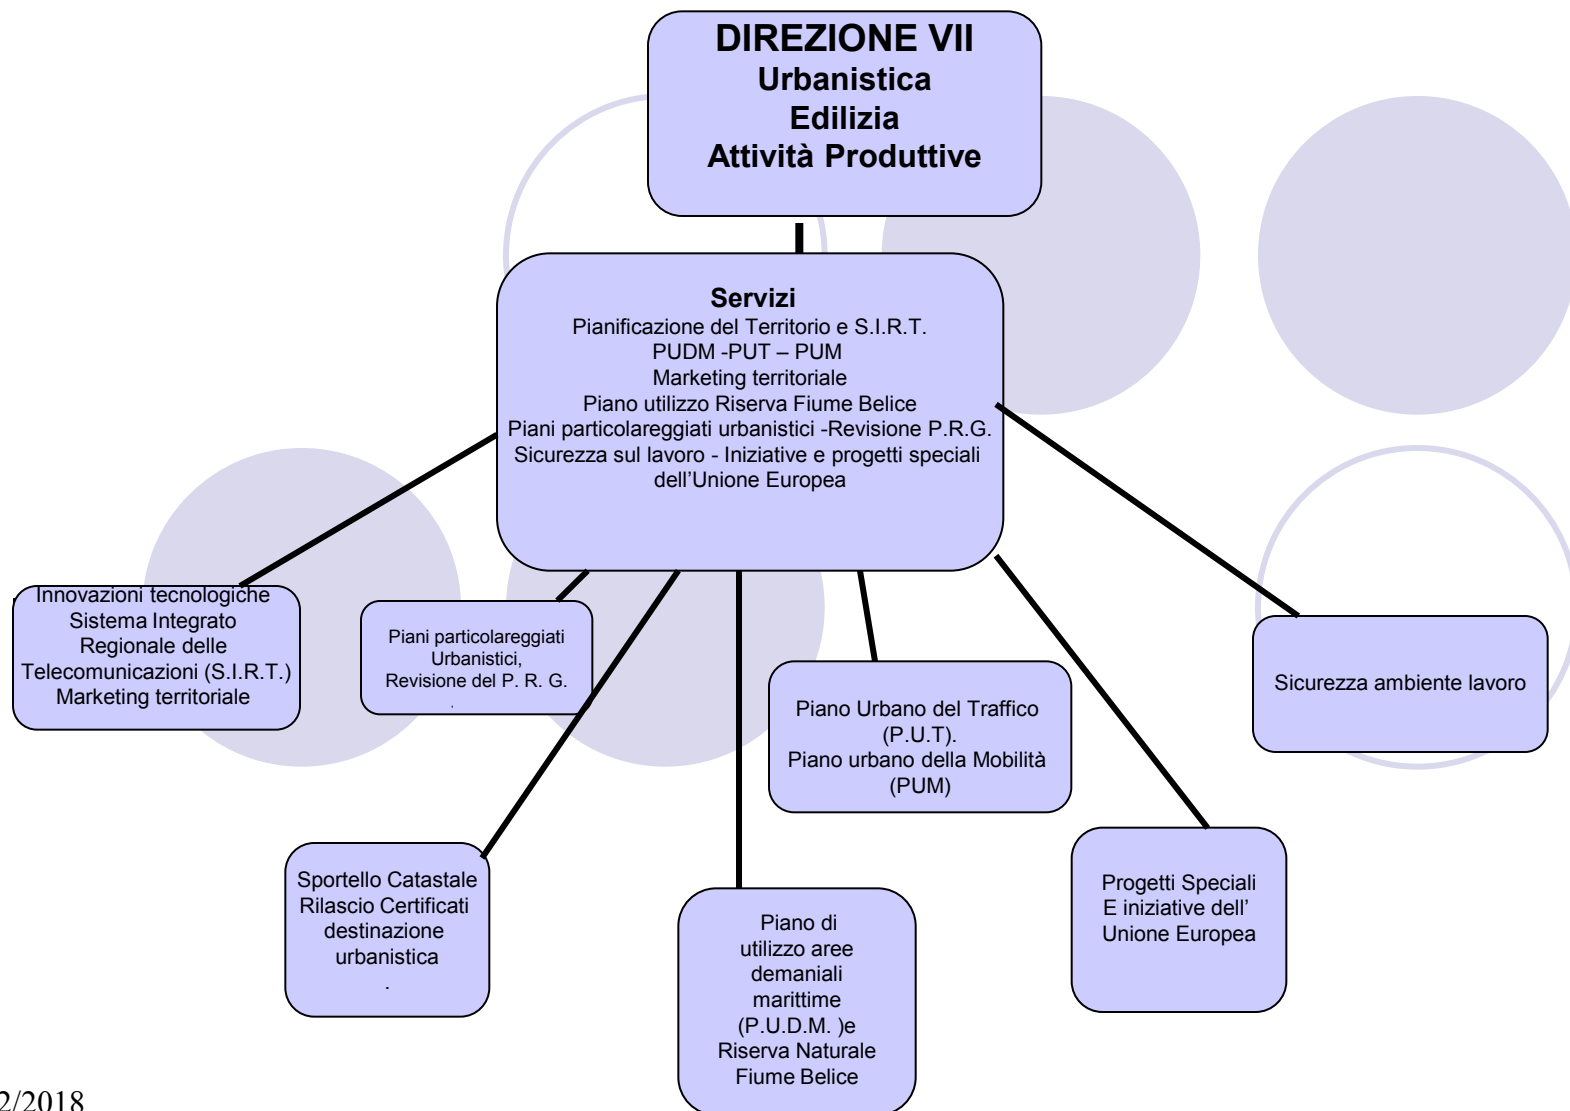 DIREZIONE VII
Urbanistica
Edilizia
Attività Produttive
Servizi
Pianificazione del Territorio e S.I.R.T.
PUDM -PUT – PUM
Marketing territoriale
Piano utilizzo Riserva Fiume Belice
Piani particolareggiati urbanistici -Revisione P.R.G.
Sicurezza sul lavoro - Iniziative e progetti speciali
dell’Unione Europea
Innovazioni tecnologiche
Sistema Integrato
Regionale delle
Telecomunicazioni (S.I.R.T.)
Marketing territoriale
Piani particolareggiati
Urbanistici,
Revisione del P. R. G.
.
Piano Urbano del Traffico
(P.U.T).
Piano urbano della Mobilità
(PUM)
Sicurezza ambiente lavoro
Sportello Catastale
Rilascio Certificati
destinazione
urbanistica
.
Piano di
utilizzo aree
demaniali
marittime
(P.U.D.M. )e
Riserva Naturale
Fiume Belice
Progetti Speciali
E iniziative dell’
Unione Europea
2/2018